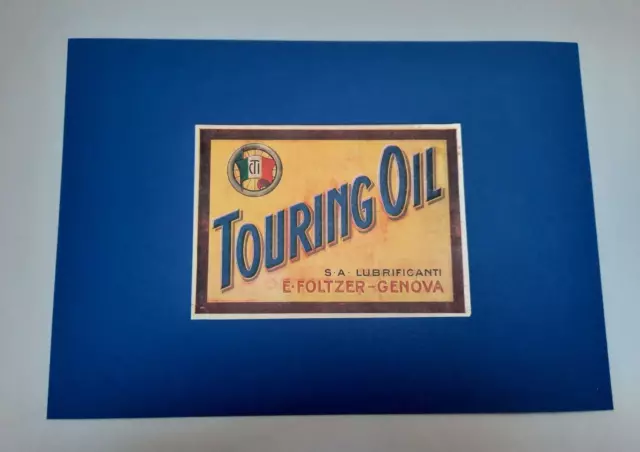 TCI
TOURING OIL
S·A· LUBRIFICANTI
E·FOLTZER-GENOVA